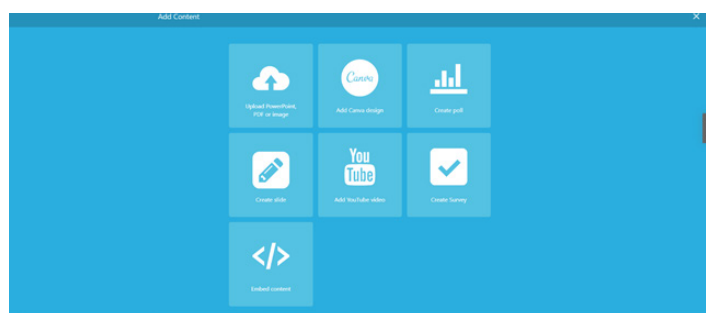 Add Content
Upload PowerPoint,
PDF or image
Canva
Add Canva design
Create poll
Create slide
You
Tube
Add YouTube video
Create Survey
</>
Embed content